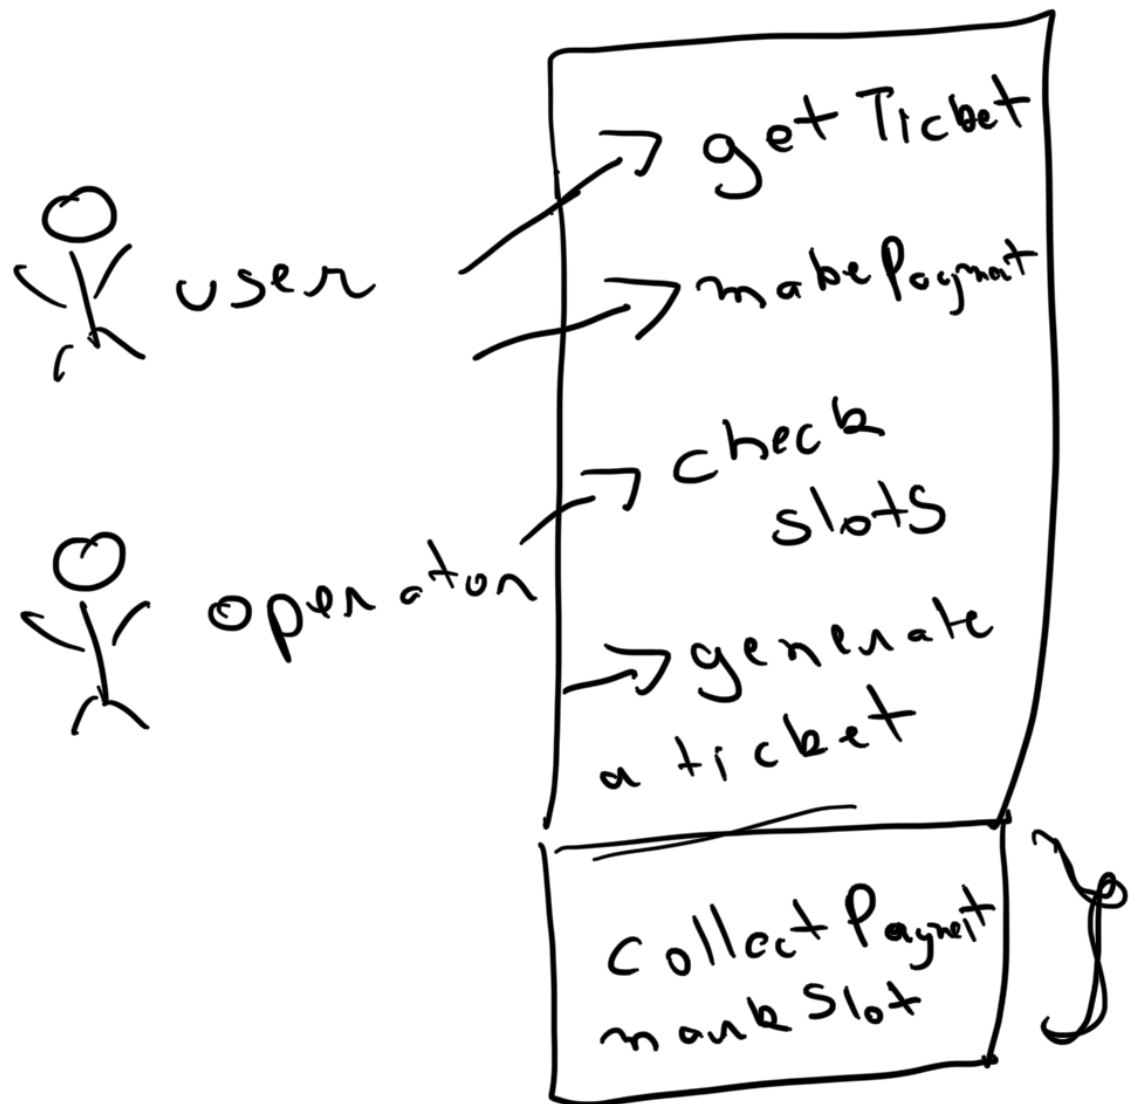 get Ticket
user
make Payment
check
slots
operator
generate
a ticket
Collect Payment
mark Slot